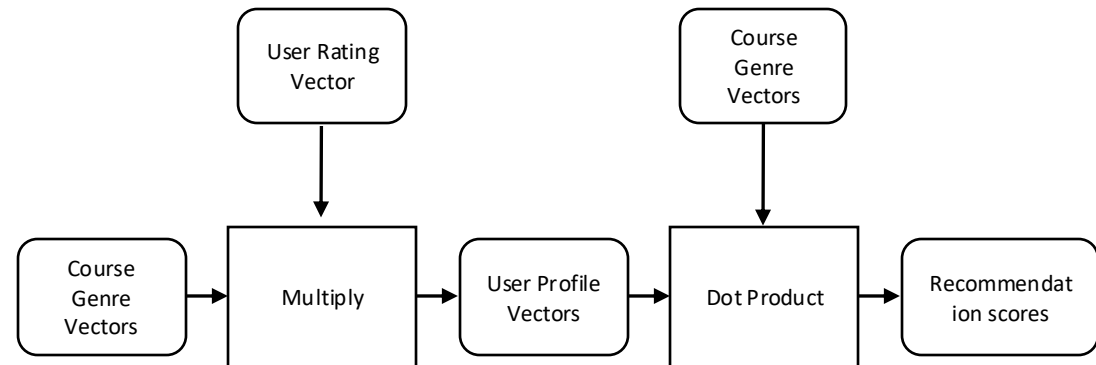 User Rating
Vector
Course
Genre
Vectors
Course
Genre
Vectors
Multiply
User Profile
Vectors
Dot Product
Recommendat
ion scores